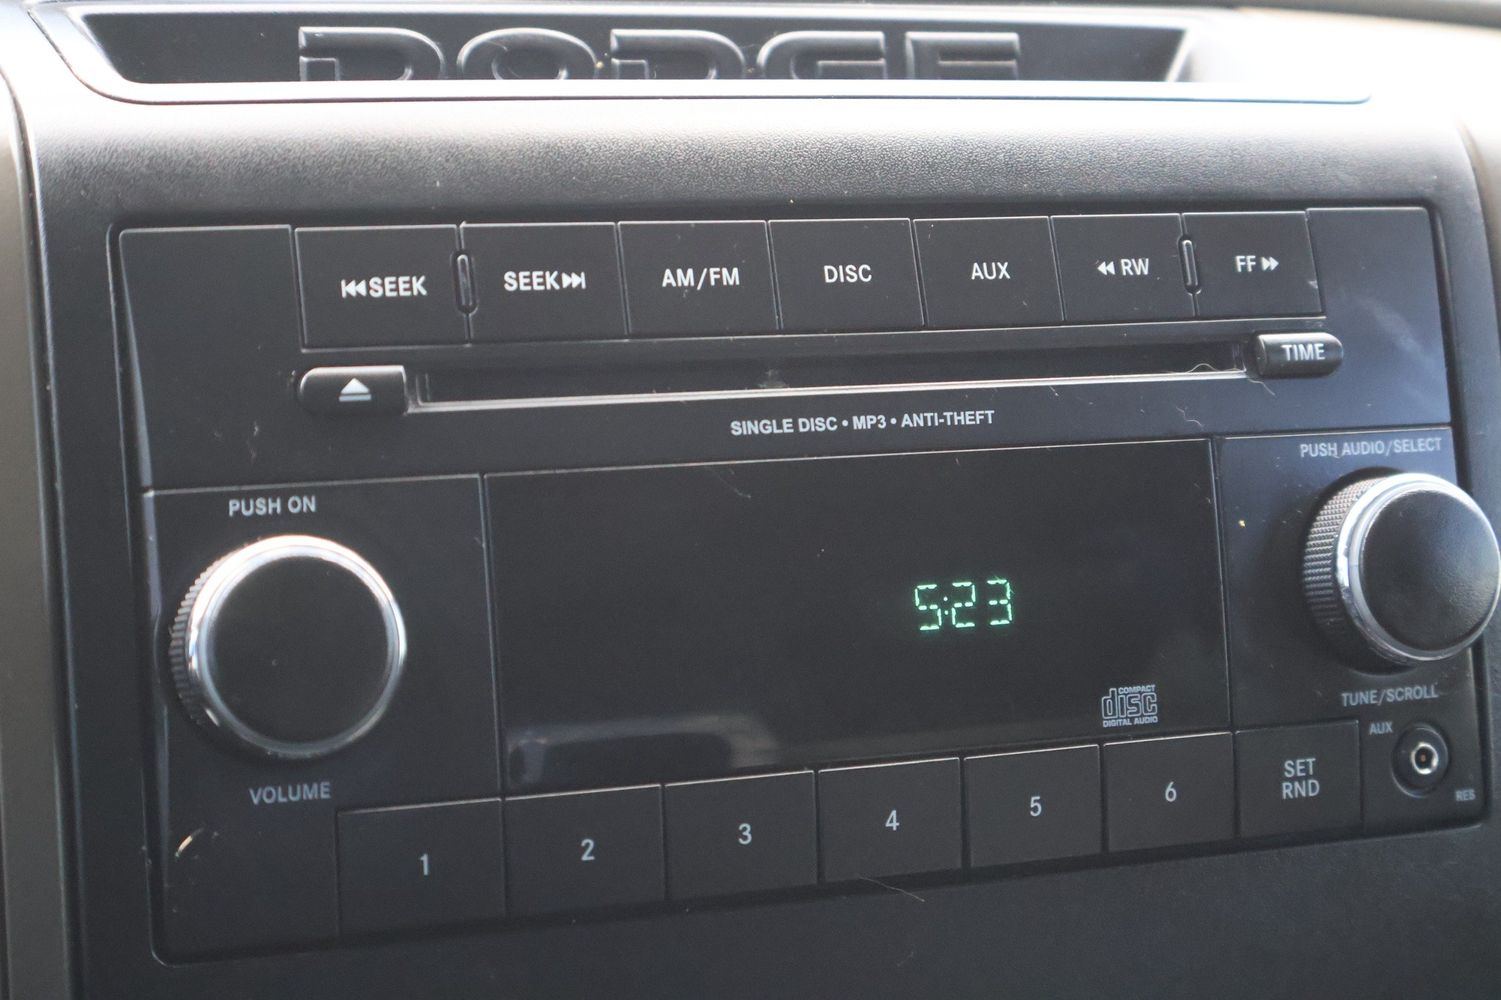 DODGE
SEEK
SEEK
AM/FM
DISC
AUX
RW
FF
TIME
SINGLE DISC • MP3 • ANTI-THEFT
PUSH AUDIO/SELECT
PUSH ON
5:23
COMPACT
disc
DIGITAL AUDIO
TUNE/SCROLL
AUX
VOLUME
RES
1
2
3
4
5
6
SET
RND